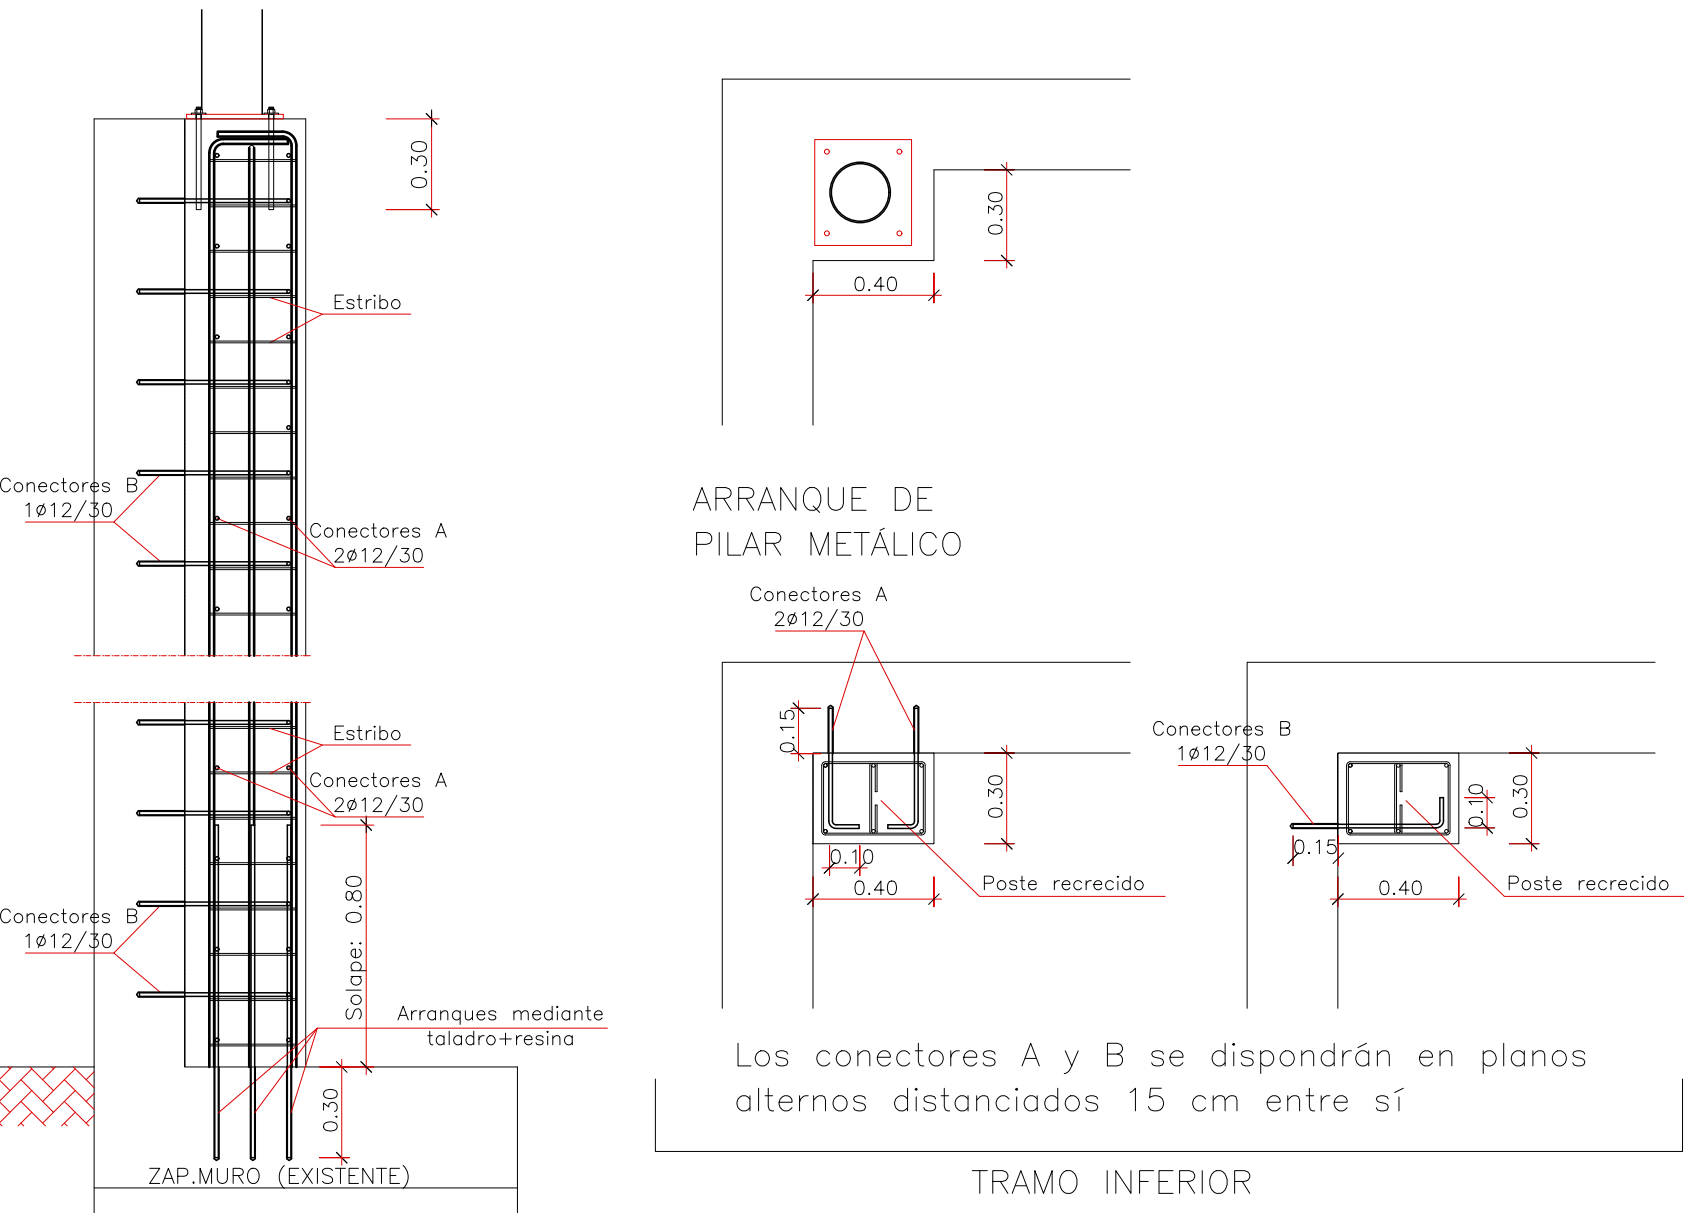 0.30
Estribo
Conectores B
1ø12/30
Conectores A
2ø12/30
Estribo
Conectores A
2ø12/30
Solape: 0.80
Conectores B
1ø12/30
Arranques mediante
taladro+resina
0.30
ZAP.MURO (EXISTENTE)
0.30
0.40
ARRANQUE DE
PILAR METÁLICO
Conectores A
2ø12/30
0.15
0.30
0.10
0.40
Poste recrecido
Conectores B
1ø12/30
0.10
0.30
0.15
0.40
Poste recrecido
Los conectores A y B se dispondrán en planos
alternos distanciados 15 cm entre sí
TRAMO INFERIOR